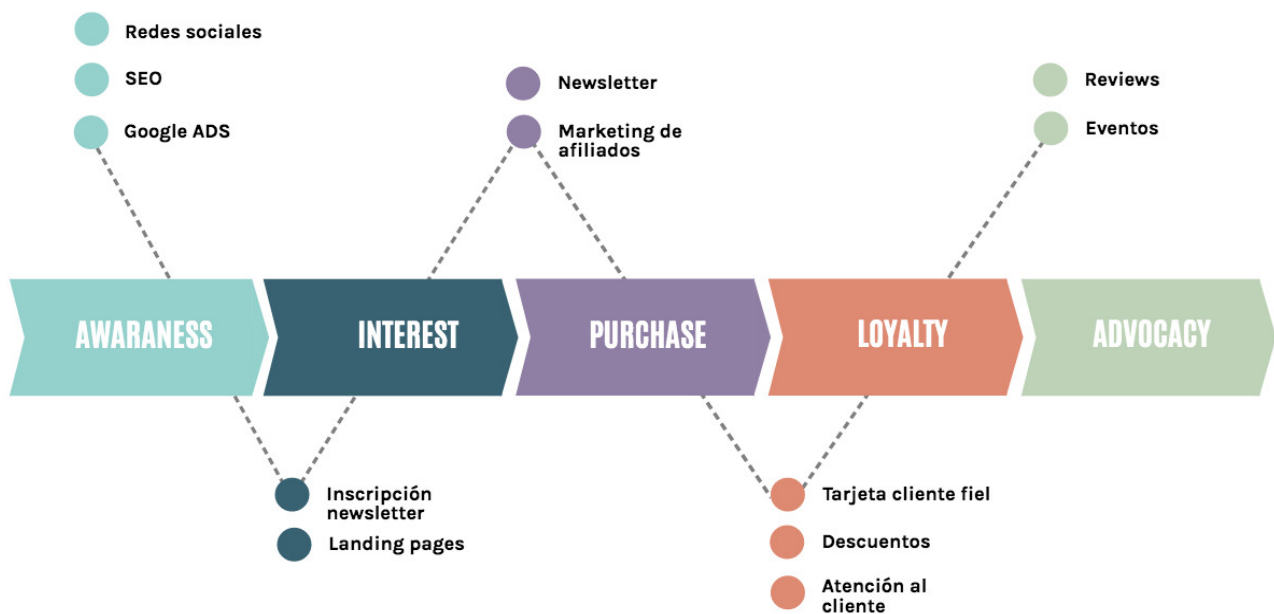 Redes sociales
SEO
Google ADS
Newsletter
Marketing de
afiliados
Reviews
Eventos
AWARANESS
INTEREST
PURCHASE
LOYALTY
ADVOCACY
Inscripción
newsletter
Landing pages
Tarjeta cliente fiel
Descuentos
Atención al
cliente